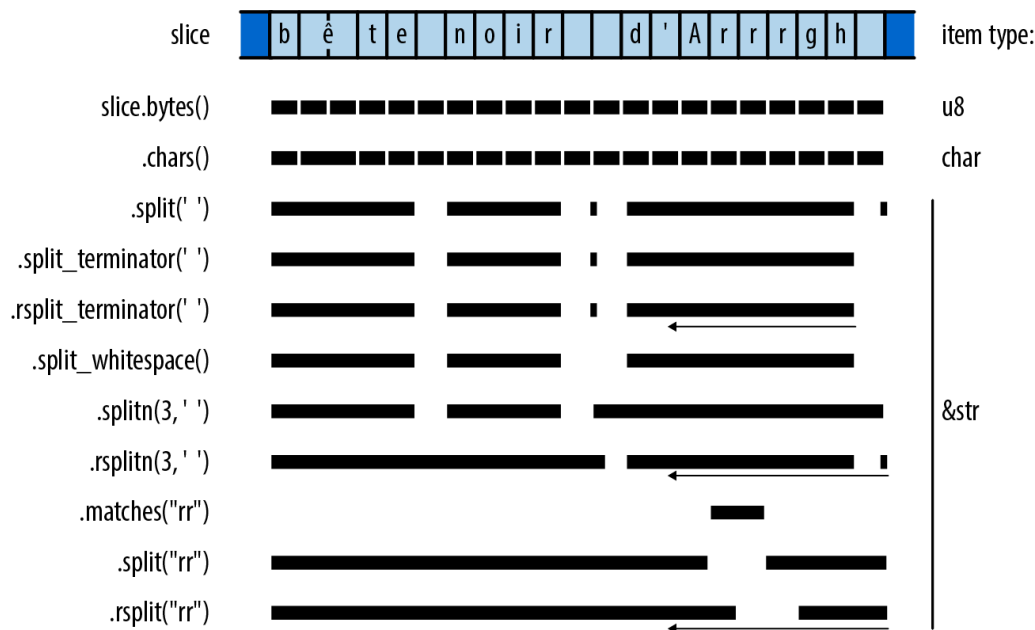 slice b ê t e n o i r d ' A r r r g h item type:
slice.bytes() u8
.chars() char
.split(' ')
.split_terminator(' ')
.rsplit_terminator(' ')
.split_whitespace()
.splitn(3, ' ') &str
.rsplitn(3, ' ')
.matches("rr")
.split("rr")
.rsplit("rr")